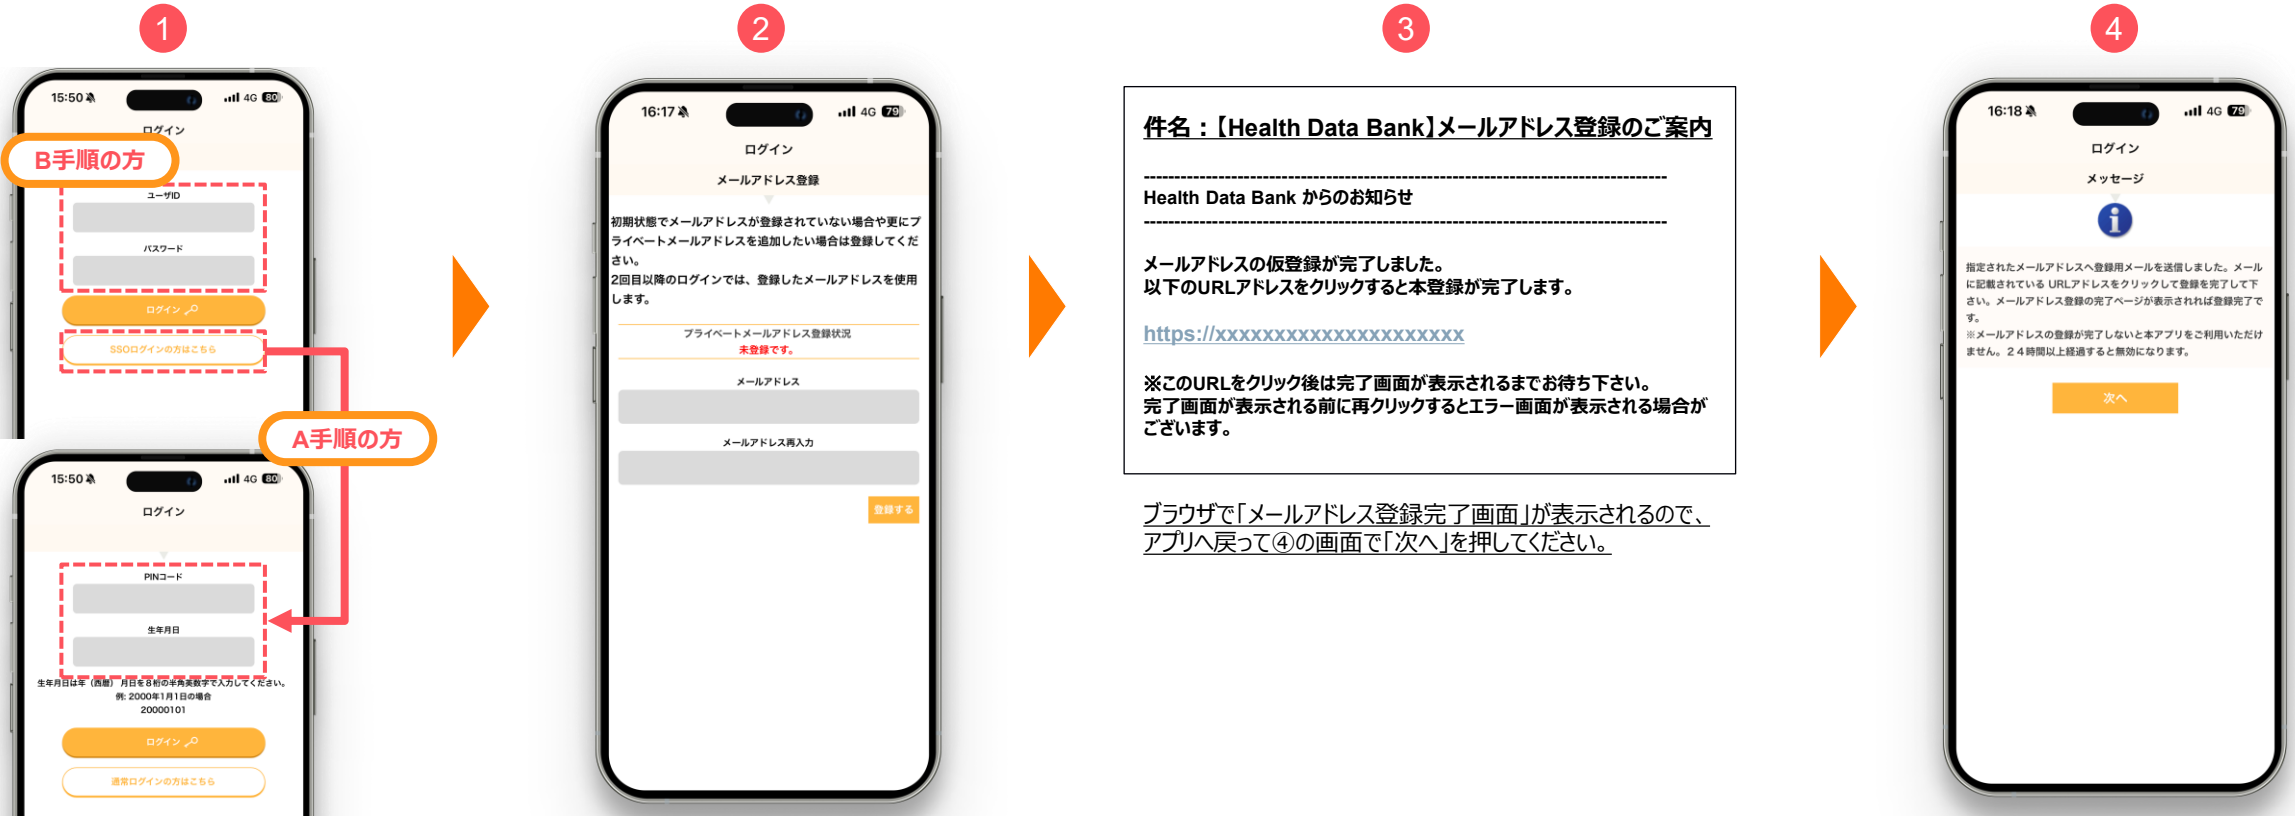 1
15:50
4G 80
ログイン
B手順の方
ユーザID
パスワード
ログイン
SSOログインの方はこちら
A手順の方
15:50
4G 80
ログイン
PINコード
生年月日
生年月日は年（西暦） 月日を8桁の半角英数字で入力してください。
例: 2000年1月1日の場合
20000101
ログイン
通常ログインの方はこちら
2
16:17
4G 79
ログイン
メールアドレス登録
初期状態でメールアドレスが登録されていない場合や更にプ
ライベートメールアドレスを追加したい場合は登録してくだ
さい。
2回目以降のログインでは、登録したメールアドレスを使用
します。
プライベートメールアドレス登録状況
未登録です。
メールアドレス
メールアドレス再入力
登録する
3
件名：【Health Data Bank】メールアドレス登録のご案内
--------------------------------------------------------------------------------------
Health Data Bank からのお知らせ
--------------------------------------------------------------------------------------
メールアドレスの仮登録が完了しました。
以下のURLアドレスをクリックすると本登録が完了します。
https://xxxxxxxxxxxxxxxxxxxxx
※このURLをクリック後は完了画面が表示されるまでお待ち下さい。
完了画面が表示される前に再クリックするとエラー画面が表示される場合が
ございます。
ブラウザで「メールアドレス登録完了画面」が表示されるので、
アプリへ戻って④の画面で「次へ」を押してください。
4
16:18
4G 79
ログイン
メッセージ
指定されたメールアドレスへ登録用メールを送信しました。メール
に記載されている URLアドレスをクリックして登録を完了して下
さい。メールアドレス登録の完了ページが表示されれば登録完了で
す。
※メールアドレスの登録が完了しないと本アプリをご利用いただけ
ません。２４時間以上経過すると無効になります。
次へ